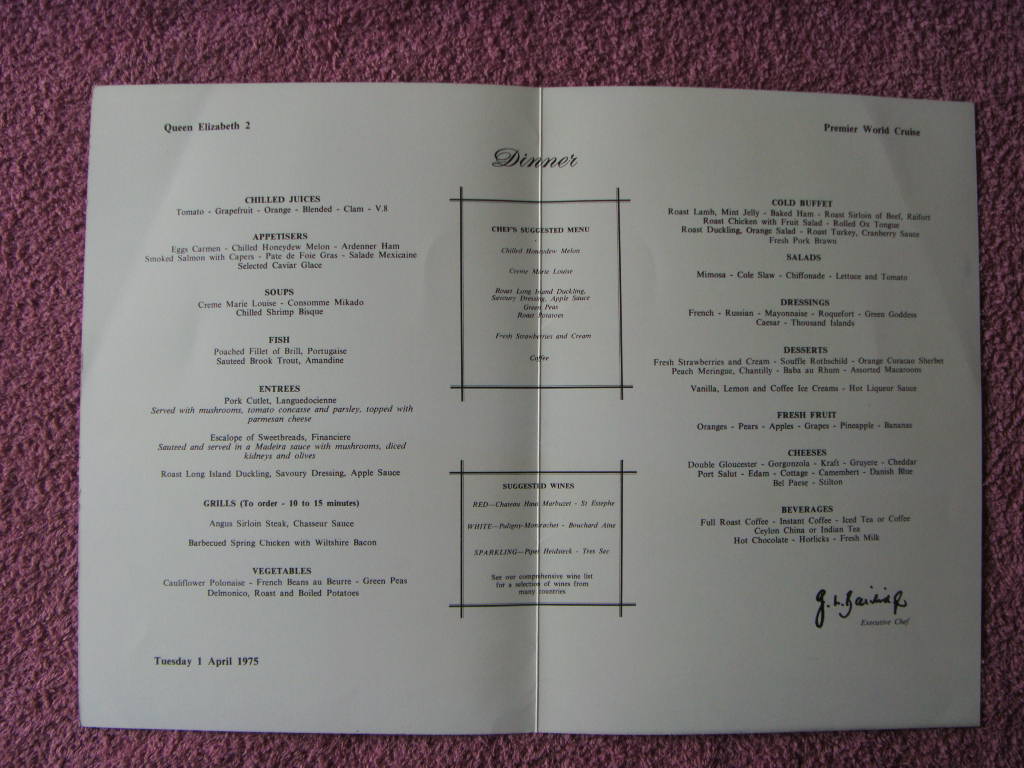 Queen Elizabeth 2
Premier World Cruise
Dinner
CHILLED JUICES
Tomato - Grapefruit - Orange - Blended - Clam - V.8
APPETISERS
Eggs Carmen - Chilled Honeydew Melon - Ardenner Ham
Smoked Salmon with Capers - Pate de Foie Gras - Salade Mexicaine
Selected Caviar Glace
SOUPS
Creme Marie Louise - Consomme Mikado
Chilled Shrimp Bisque
FISH
Poached Fillet of Brill, Portugaise
Sauteed Brook Trout, Amandine
ENTREES
Pork Cutlet, Languedocienne
Served with mushrooms, tomato concasse and parsley, topped with
parmesan cheese
Escalope of Sweetbreads, Financiere
Sauteed and served in a Madeira sauce with mushrooms, diced
kidneys and olives
Roast Long Island Duckling, Savoury Dressing, Apple Sauce
GRILLS (To order - 10 to 15 minutes)
Angus Sirloin Steak, Chasseur Sauce
Barbecued Spring Chicken with Wiltshire Bacon
VEGETABLES
Cauliflower Polonaise - French Beans au Beurre - Green Peas
Delmonico, Roast and Boiled Potatoes
Tuesday 1 April 1975
CHEF'S SUGGESTED MENU
Chilled Honeydew Melon
Creme Marie Louise
Roast Long Island Duckling,
Savoury Dressing, Apple Sauce
Green Peas
Roast Potatoes
Fresh Strawberries and Cream
Coffee
SUGGESTED WINES
RED—Chateau Haut Marbuzet - St Estephe
WHITE—Puligny-Montrachet - Bouchard Aine
SPARKLING—Piper Heidsieck - Tres Sec
See our comprehensive wine list
for a selection of wines from
many countries
COLD BUFFET
Roast Lamb, Mint Jelly - Baked Ham - Roast Sirloin of Beef, Raifort
Roast Chicken with Fruit Salad - Rolled Ox Tongue
Roast Duckling, Orange Salad - Roast Turkey, Cranberry Sauce
Fresh Pork Brawn
SALADS
Mimosa - Cole Slaw - Chiffonade - Lettuce and Tomato
DRESSINGS
French - Russian - Mayonnaise - Roquefort - Green Goddess
Caesar - Thousand Islands
DESSERTS
Fresh Strawberries and Cream - Souffle Rothschild - Orange Curacao Sherbet
Peach Meringue, Chantilly - Baba au Rhum - Assorted Macaroons
Vanilla, Lemon and Coffee Ice Creams - Hot Liqueur Sauce
FRESH FRUIT
Oranges - Pears - Apples - Grapes - Pineapple - Bananas
CHEESES
Double Gloucester - Gorgonzola - Kraft - Gruyere - Cheddar
Port Salut - Edam - Cottage - Camembert - Danish Blue
Bel Paese - Stilton
BEVERAGES
Full Roast Coffee - Instant Coffee - Iced Tea or Coffee
Ceylon China or Indian Tea
Hot Chocolate - Horlicks - Fresh Milk
Executive Chef